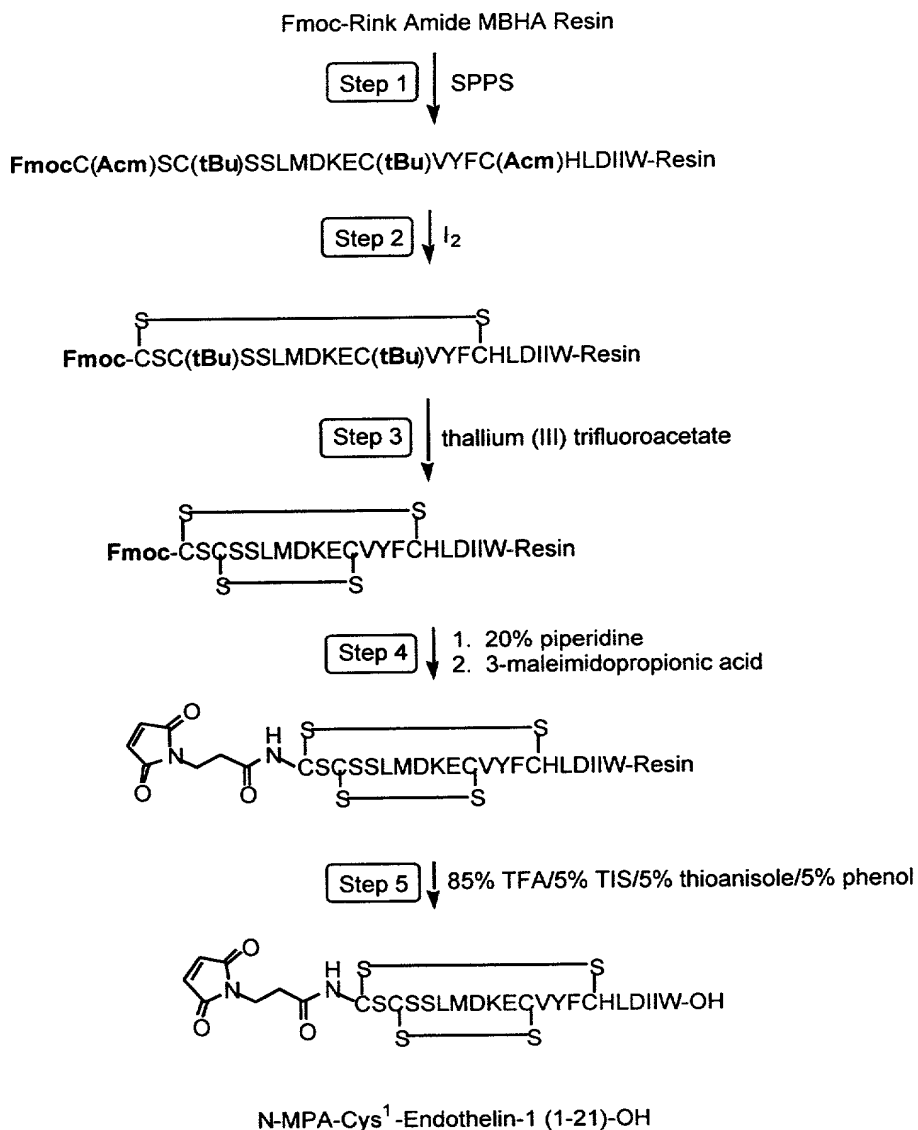 Fmoc-Rink Amide MBHA Resin
Step 1 SPPS
FmocC(Acm)SC(tBu)SSLMDKEC(tBu)VYFC(Acm)HLDIIW-Resin
Step 2 I2
S S
Fmoc-CSC(tBu)SSLMDKEC(tBu)VYFCHLDIIW-Resin
Step 3 thallium (III) trifluoroacetate
S S
Fmoc-CSCSSLMDKECVYFCHLDIIW-Resin
S S
Step 4 1. 20% piperidine
2. 3-maleimidopropionic acid
O H S S
N N CSCSSLMDKECVYFCHLDIIW-Resin
O O S S
Step 5 85% TFA/5% TIS/5% thioanisole/5% phenol
O H S S
N N CSCSSLMDKECVYFCHLDIIW-OH
O O S S
N-MPA-Cys1-Endothelin-1 (1-21)-OH